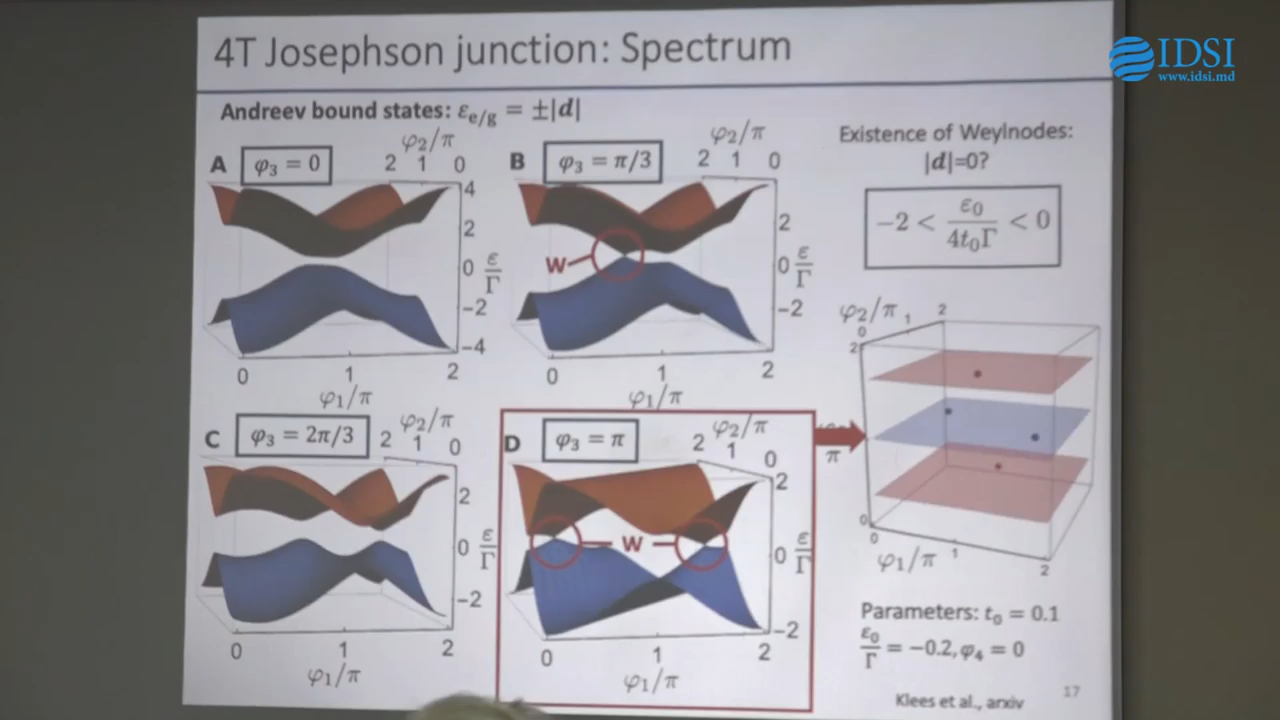 4T Josephson junction: Spectrum
IDSI
www.idsi.md
Andreev bound states: εe/g = ±|d|
A
φ₃ = 0
φ₂/π
2 1 0
4
2
0
−2
−4
ε/Γ
0 1 2
φ₁/π
B
φ₃ = π/3
φ₂/π
2 1 0
2
0
−2
ε/Γ
W
0 1 2
φ₁/π
Existence of Weylnodes:
|d|=0?
−2 < ε₀/4t₀Γ < 0
C
φ₃ = 2π/3
φ₂/π
2 1 0
2
0
−2
ε/Γ
0 1 2
φ₁/π
D
φ₃ = π
φ₂/π
2 1 0
2
0
−2
ε/Γ
W
0 1 2
φ₁/π
φ₂/π
0 1 2
2
π
0
0 1 2
φ₁/π
Parameters: t₀ = 0.1
ε₀/Γ = −0.2, φ₄ = 0
Klees et al., arxiv
17